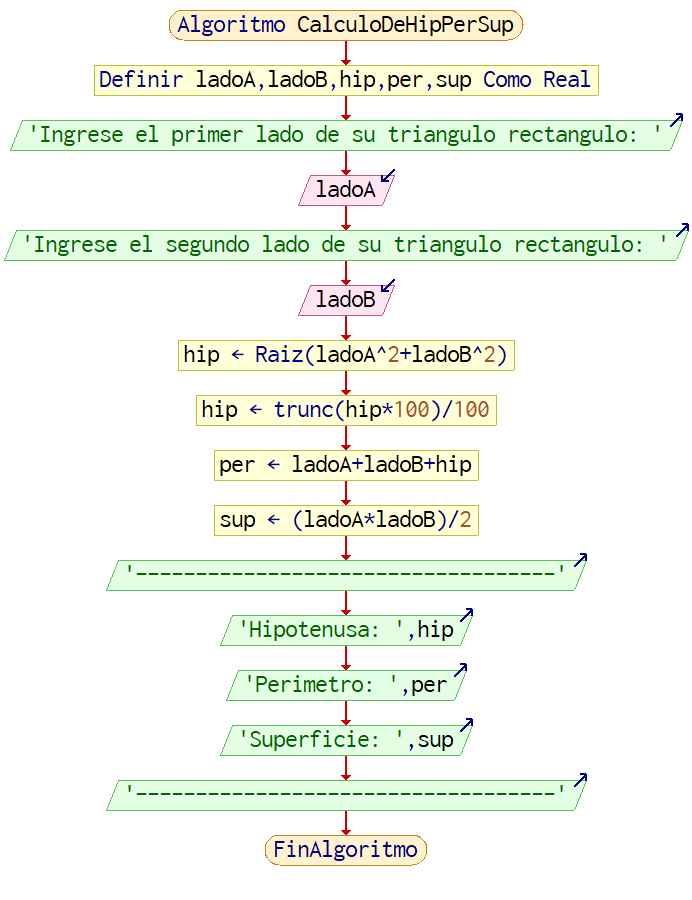 Algoritmo CalculoDeHipPerSup
Definir ladoA,ladoB,hip,per,sup Como Real
'Ingrese el primer lado de su triangulo rectangulo: '
ladoA
'Ingrese el segundo lado de su triangulo rectangulo: '
ladoB
hip ← Raiz(ladoA^2+ladoB^2)
hip ← trunc(hip*100)/100
per ← ladoA+ladoB+hip
sup ← (ladoA*ladoB)/2
'-----------------------------------'
'Hipotenusa: ',hip
'Perimetro: ',per
'Superficie: ',sup
'-----------------------------------'
FinAlgoritmo